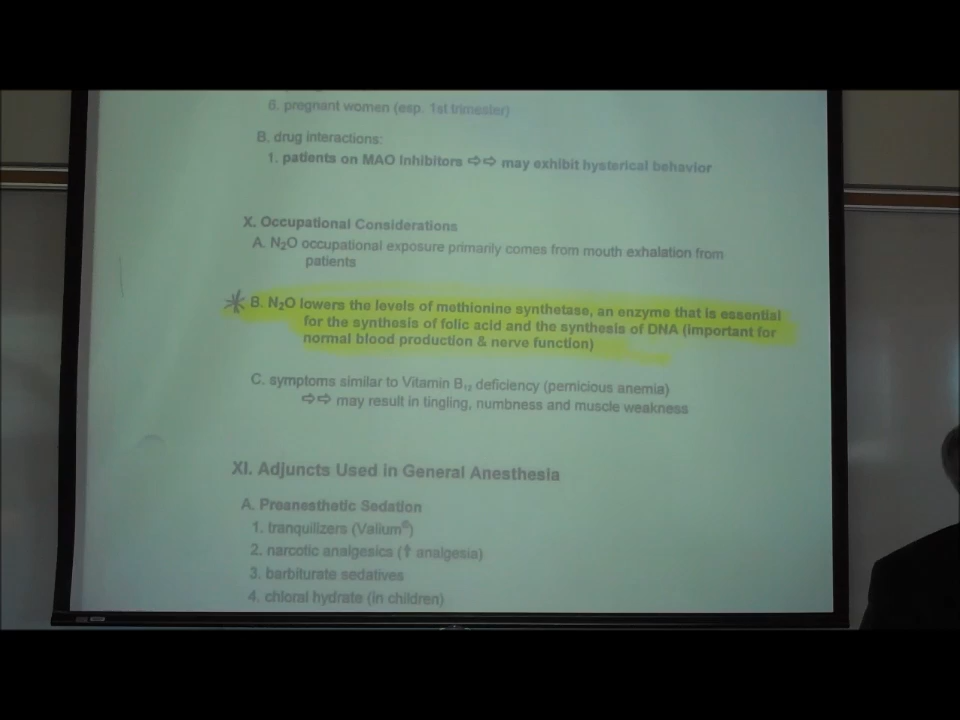 6. pregnant women (esp. 1st trimester)
B. drug interactions:
1. patients on MAO Inhibitors ⇨⇨ may exhibit hysterical behavior
X. Occupational Considerations
A. N₂O occupational exposure primarily comes from mouth exhalation from
patients
* B. N₂O lowers the levels of methionine synthetase, an enzyme that is essential
for the synthesis of folic acid and the synthesis of DNA (important for
normal blood production & nerve function)
C. symptoms similar to Vitamin B₁₂ deficiency (pernicious anemia)
⇨⇨ may result in tingling, numbness and muscle weakness
XI. Adjuncts Used in General Anesthesia
A. Preanesthetic Sedation
1. tranquilizers (Valium®)
2. narcotic analgesics (↑ analgesia)
3. barbiturate sedatives
4. chloral hydrate (in children)